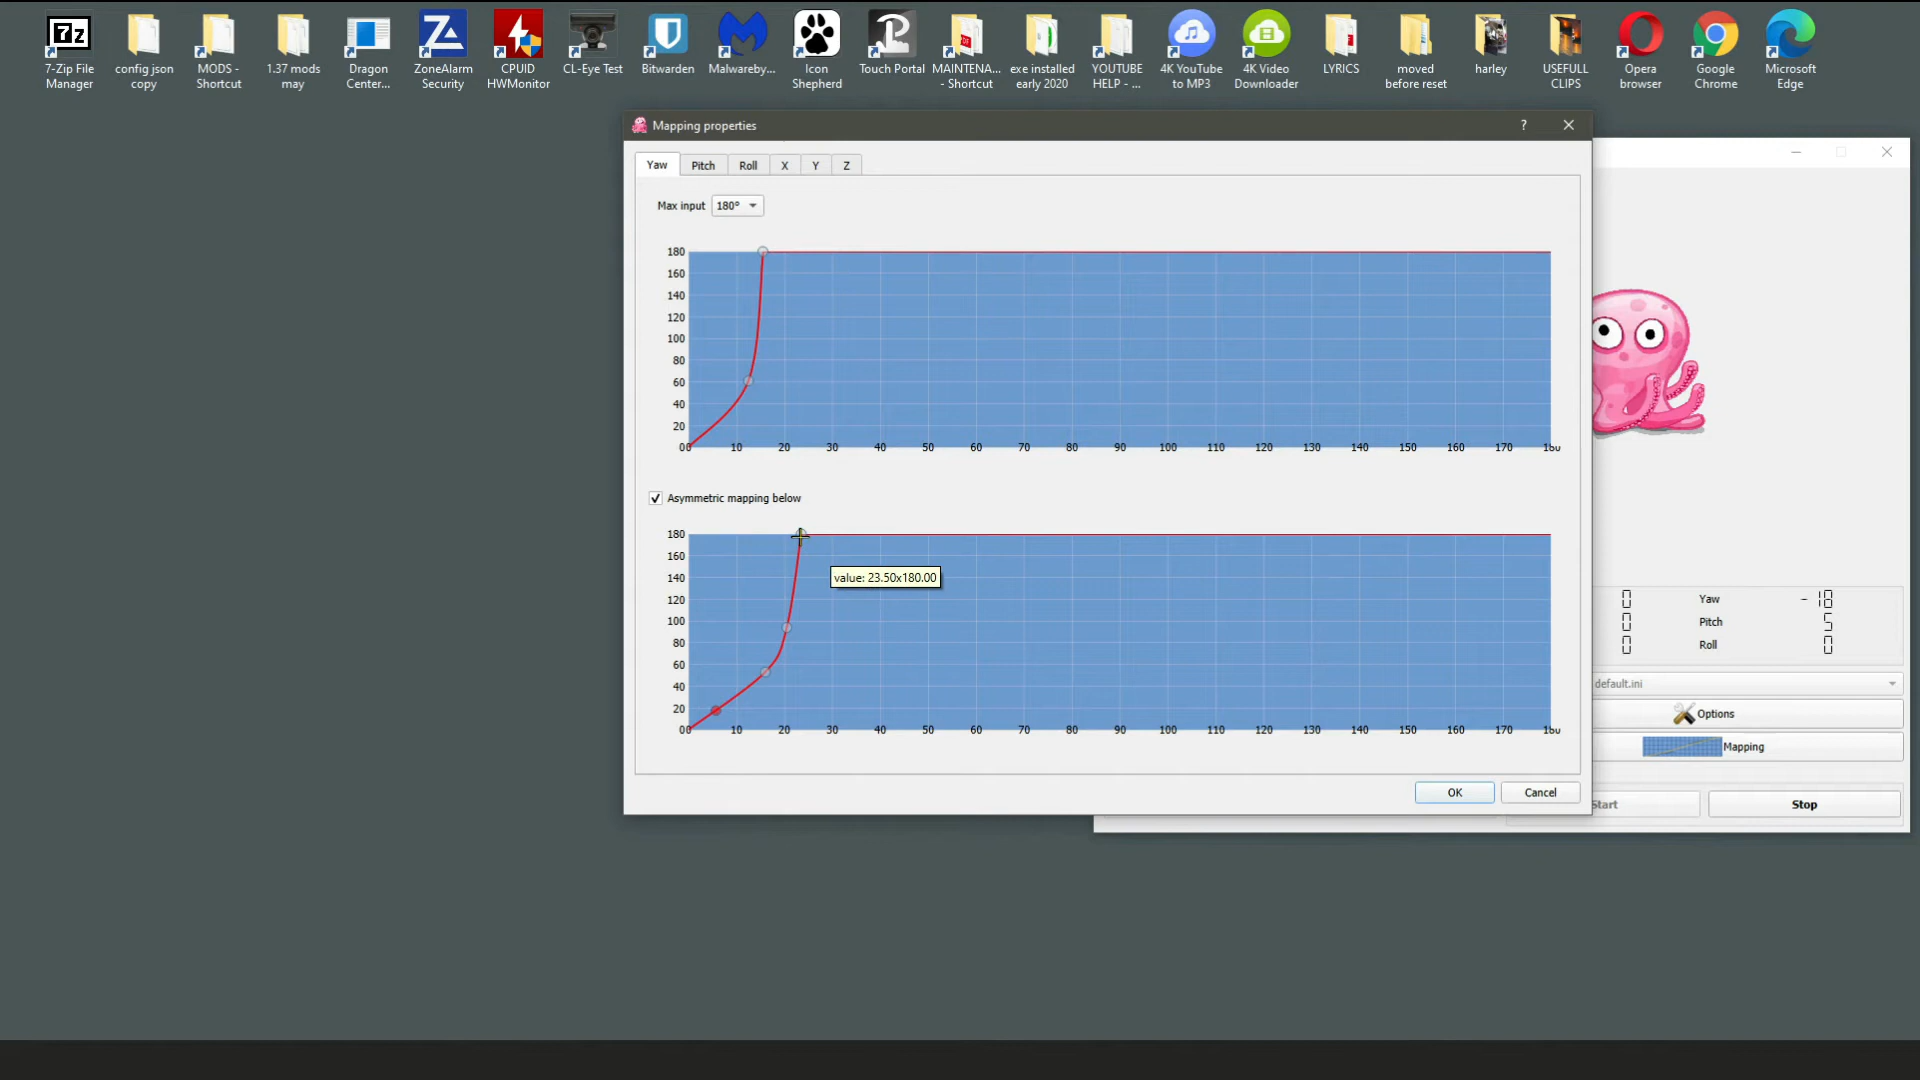 7-Zip File Manager
config json copy
MODS - Shortcut
1.37 mods may
Dragon Center...
ZoneAlarm Security
CPUID HWMonitor
CL-Eye Test
Bitwarden
Malwareby...
Icon Shepherd
Touch Portal
MAINTENA... - Shortcut
exe installed early 2020
YOUTUBE HELP - ...
4K YouTube to MP3
4K Video Downloader
LYRICS
moved before reset
harley
USEFULL CLIPS
Opera browser
Google Chrome
Microsoft Edge
Mapping properties
?
Yaw Pitch Roll X Y Z
Max input 180°
180
160
140
120
100
80
60
40
20
00 10 20 30 40 50 60 70 80 90 100 110 120 130 140 150 160 170 180
Asymmetric mapping below
180
160
140
120
100
80
60
40
20
00 10 20 30 40 50 60 70 80 90 100 110 120 130 140 150 160 170 180
value: 23.50x180.00
OK Cancel
0 Yaw -18
0 Pitch 5
0 Roll 0
default.ini
Options
Mapping
Start Stop